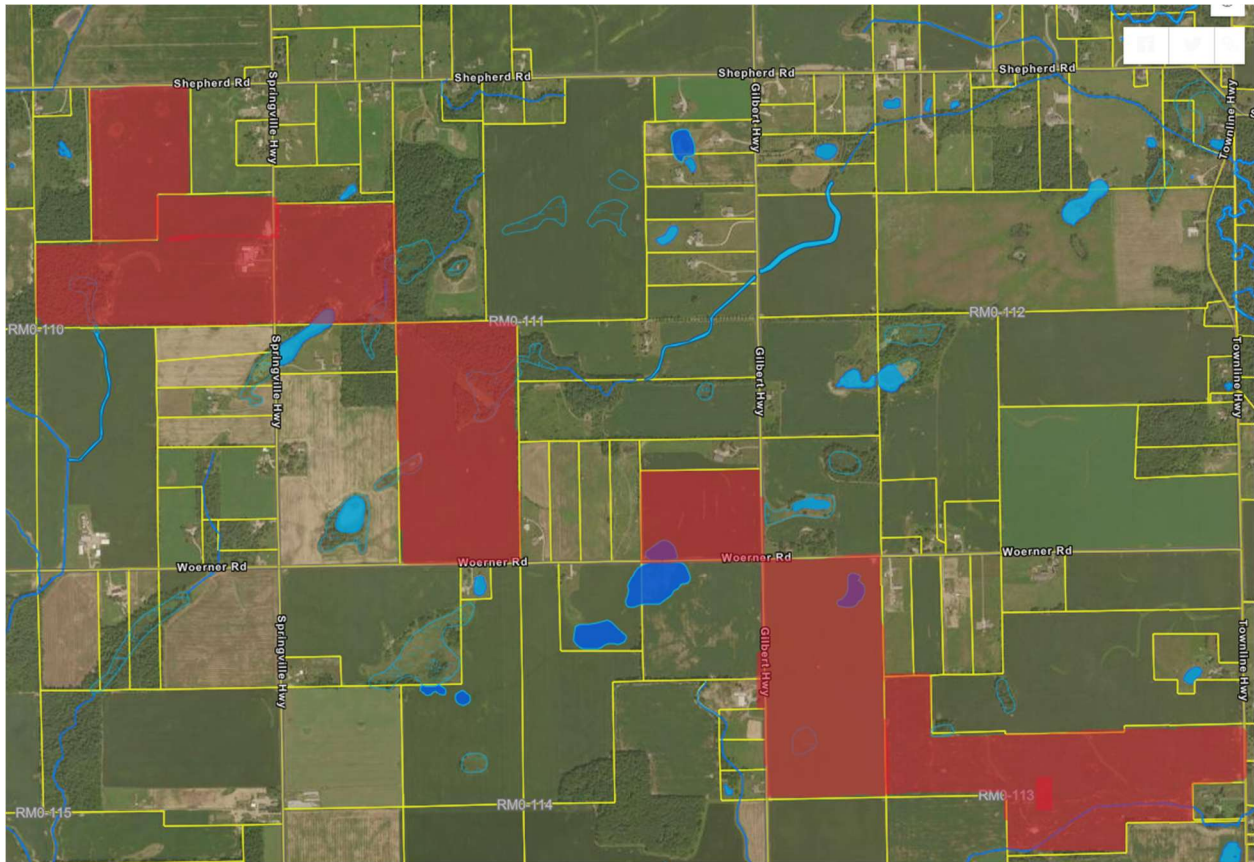 Shepherd Rd
Shepherd Rd
Shepherd Rd
Shepherd Rd
Springville Hwy
Gilbert Hwy
Townline Hwy
RM0-110
RM0-111
RM0-112
Springville Hwy
Gilbert Hwy
Townline Hwy
Woerner Rd
Woerner Rd
Woerner Rd
Woerner Rd
Springville Hwy
Gilbert Hwy
Townline Hwy
RM0-115
RM0-114
RM0-113